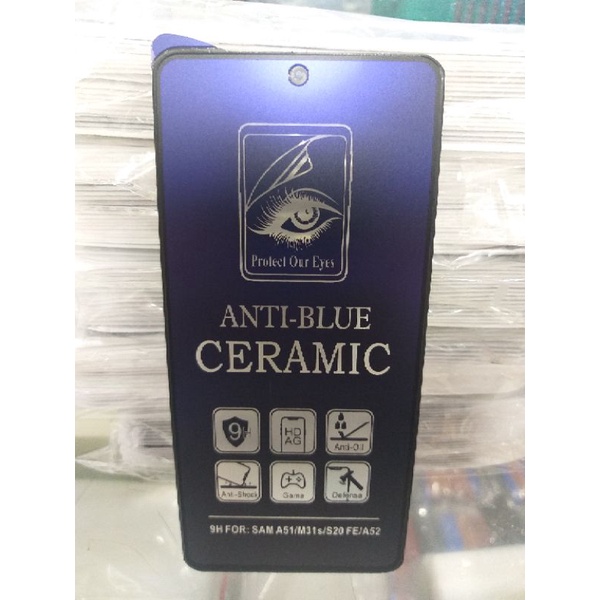 Protect Our Eyes
ANTI-BLUE
CERAMIC
9H
HD
AG
Anti-Oil
Anti-Shock
Game
Defense
9H FOR: SAM A51/M31s/S20 FE/A52